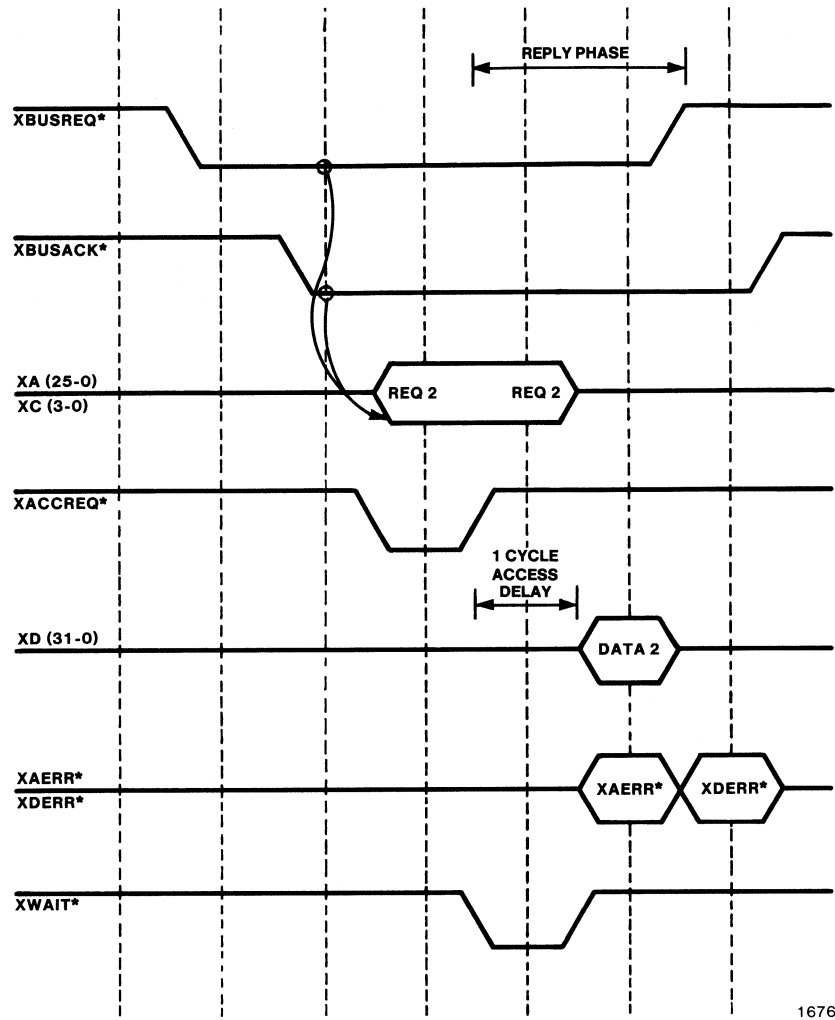 REPLY PHASE
XBUSREQ*
XBUSACK*
XA (25-0)
XC (3-0)
REQ 2 REQ 2
XACCREQ*
1 CYCLE
ACCESS
DELAY
XD (31-0)
DATA 2
XAERR*
XDERR*
XAERR* XDERR*
XWAIT*
1676